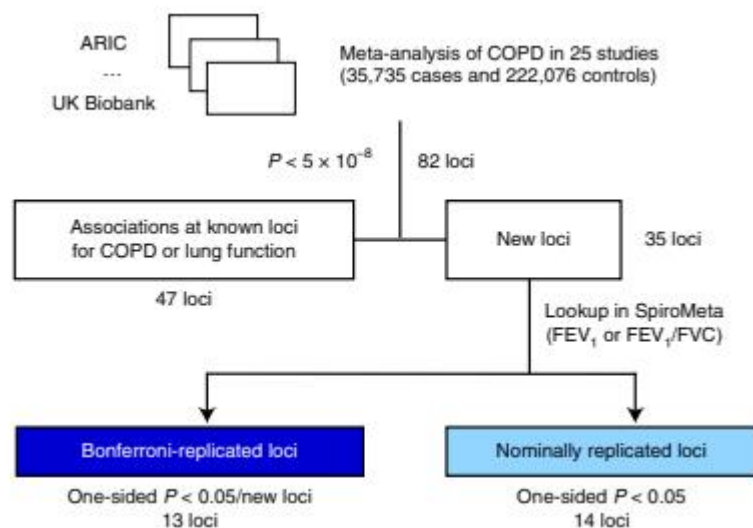 ARIC
...
UK Biobank
Meta-analysis of COPD in 25 studies
(35,735 cases and 222,076 controls)
P < 5 × 10⁻⁸
82 loci
Associations at known loci
for COPD or lung function
47 loci
New loci
35 loci
Lookup in SpiroMeta
(FEV₁ or FEV₁/FVC)
Bonferroni-replicated loci
One-sided P < 0.05/new loci
13 loci
Nominally replicated loci
One-sided P < 0.05
14 loci